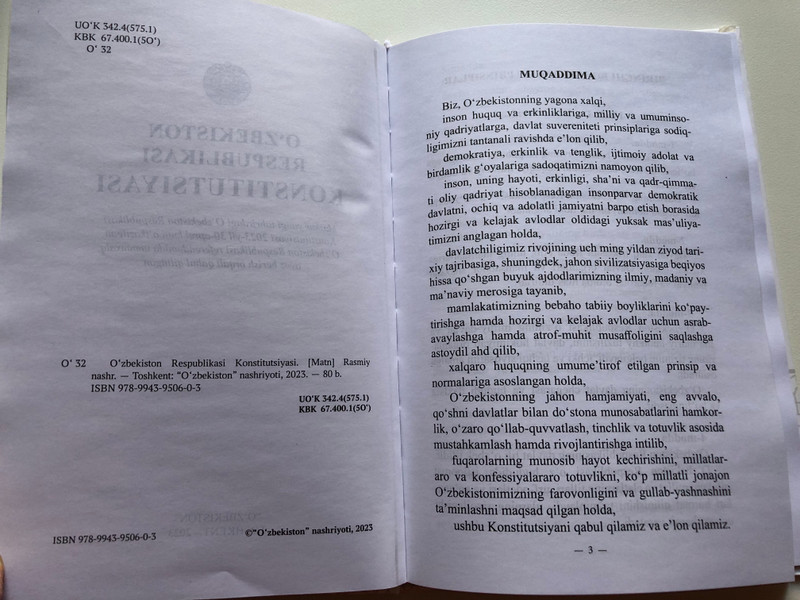 UO‘K 342.4(575.1)
KBK 67.400.1(5O‘)
O‘ 32
O‘ZBEKISTON
RESPUBLIKASI
KONSTITUTSIYASI
O‘ 32 O‘zbekiston Respublikasi Konstitutsiyasi. [Matn] Rasmiy
nashr. — Toshkent: “O‘zbekiston” nashriyoti, 2023. — 80 b.
ISBN 978-9943-9506-0-3
UO‘K 342.4(575.1)
KBK 67.400.1(5O‘)
ISBN 978-9943-9506-0-3
©“O‘zbekiston” nashriyoti, 2023
MUQADDIMA
Biz, O‘zbekistonning yagona xalqi,
inson huquq va erkinliklariga, milliy va umuminso-
niy qadriyatlarga, davlat suvereniteti prinsiplariga sodiq-
ligimizni tantanali ravishda e’lon qilib,
demokratiya, erkinlik va tenglik, ijtimoiy adolat va
birdamlik g‘oyalariga sadoqatimizni namoyon qilib,
inson, uning hayoti, erkinligi, sha’ni va qadr-qimma-
ti oliy qadriyat hisoblanadigan insonparvar demokratik
davlatni, ochiq va adolatli jamiyatni barpo etish borasida
hozirgi va kelajak avlodlar oldidagi yuksak mas’uliya-
timizni anglagan holda,
davlatchiligimiz rivojining uch ming yildan ziyod tari-
xiy tajribasiga, shuningdek, jahon sivilizatsiyasiga beqiyos
hissa qo‘shgan buyuk ajdodlarimizning ilmiy, madaniy va
ma’naviy merosiga tayanib,
mamlakatimizning bebaho tabiiy boyliklarini ko‘pay-
tirishga hamda hozirgi va kelajak avlodlar uchun asrab-
avaylashga hamda atrof-muhit musaffoligini saqlashga
astoydil ahd qilib,
xalqaro huquqning umume’tirof etilgan prinsip va
normalariga asoslangan holda,
O‘zbekistonning jahon hamjamiyati, eng avvalo,
qo‘shni davlatlar bilan do‘stona munosabatlarini hamkor-
lik, o‘zaro qo‘llab-quvvatlash, tinchlik va totuvlik asosida
mustahkamlash hamda rivojlantirishga intilib,
fuqarolarning munosib hayot kechirishini, millatlar-
aro va konfessiyalararo totuvlikni, ko‘p millatli jonajon
O‘zbekistonimizning farovonligini va gullab-yashnashini
ta’minlashni maqsad qilgan holda,
ushbu Konstitutsiyani qabul qilamiz va e’lon qilamiz.
— 3 —